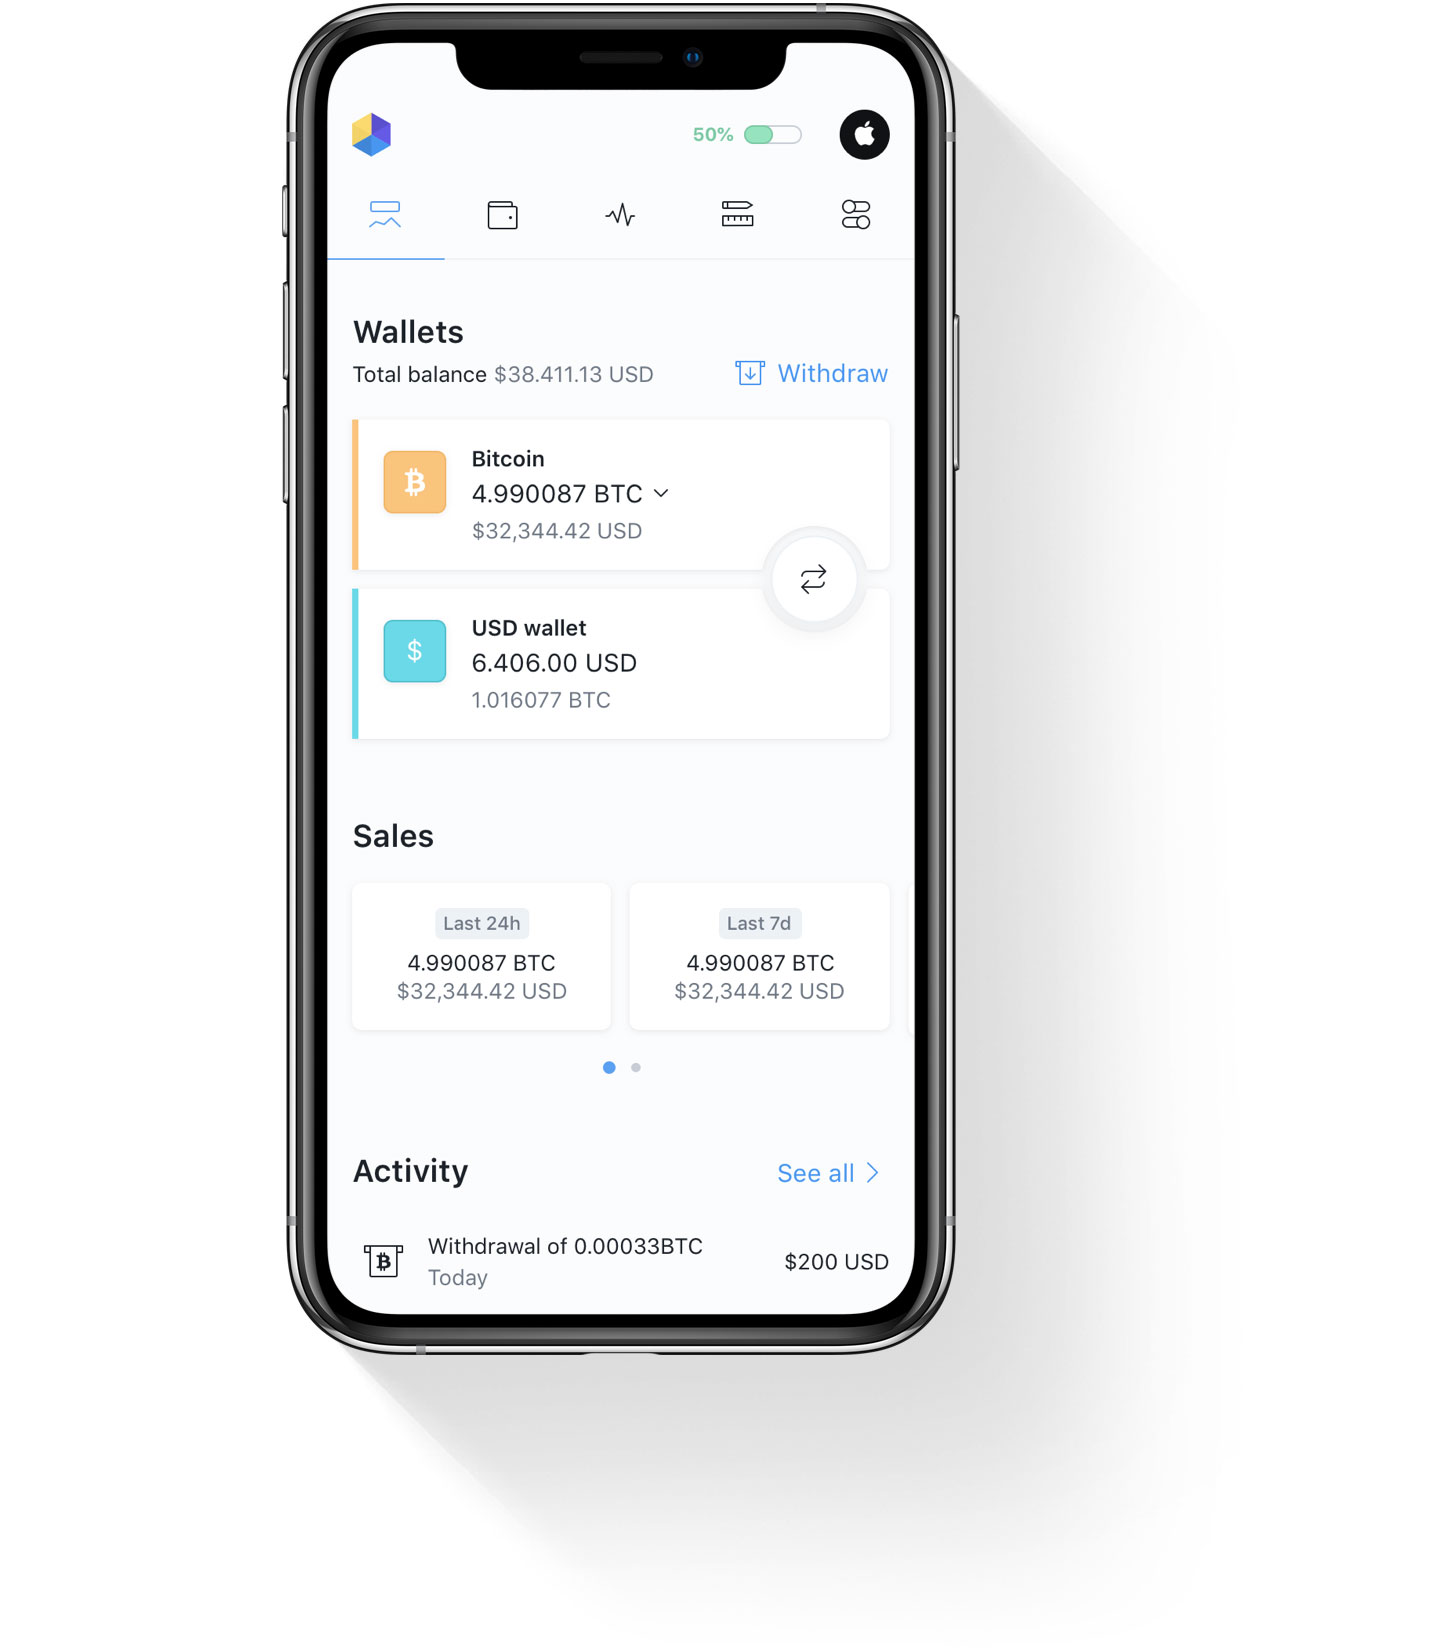 50%
Wallets
Total balance $38.411.13 USD
Withdraw
Bitcoin
4.990087 BTC
$32,344.42 USD
$
USD wallet
6.406.00 USD
1.016077 BTC
Sales
Last 24h
4.990087 BTC
$32,344.42 USD
Last 7d
4.990087 BTC
$32,344.42 USD
Activity
See all
Withdrawal of 0.00033BTC
Today
$200 USD